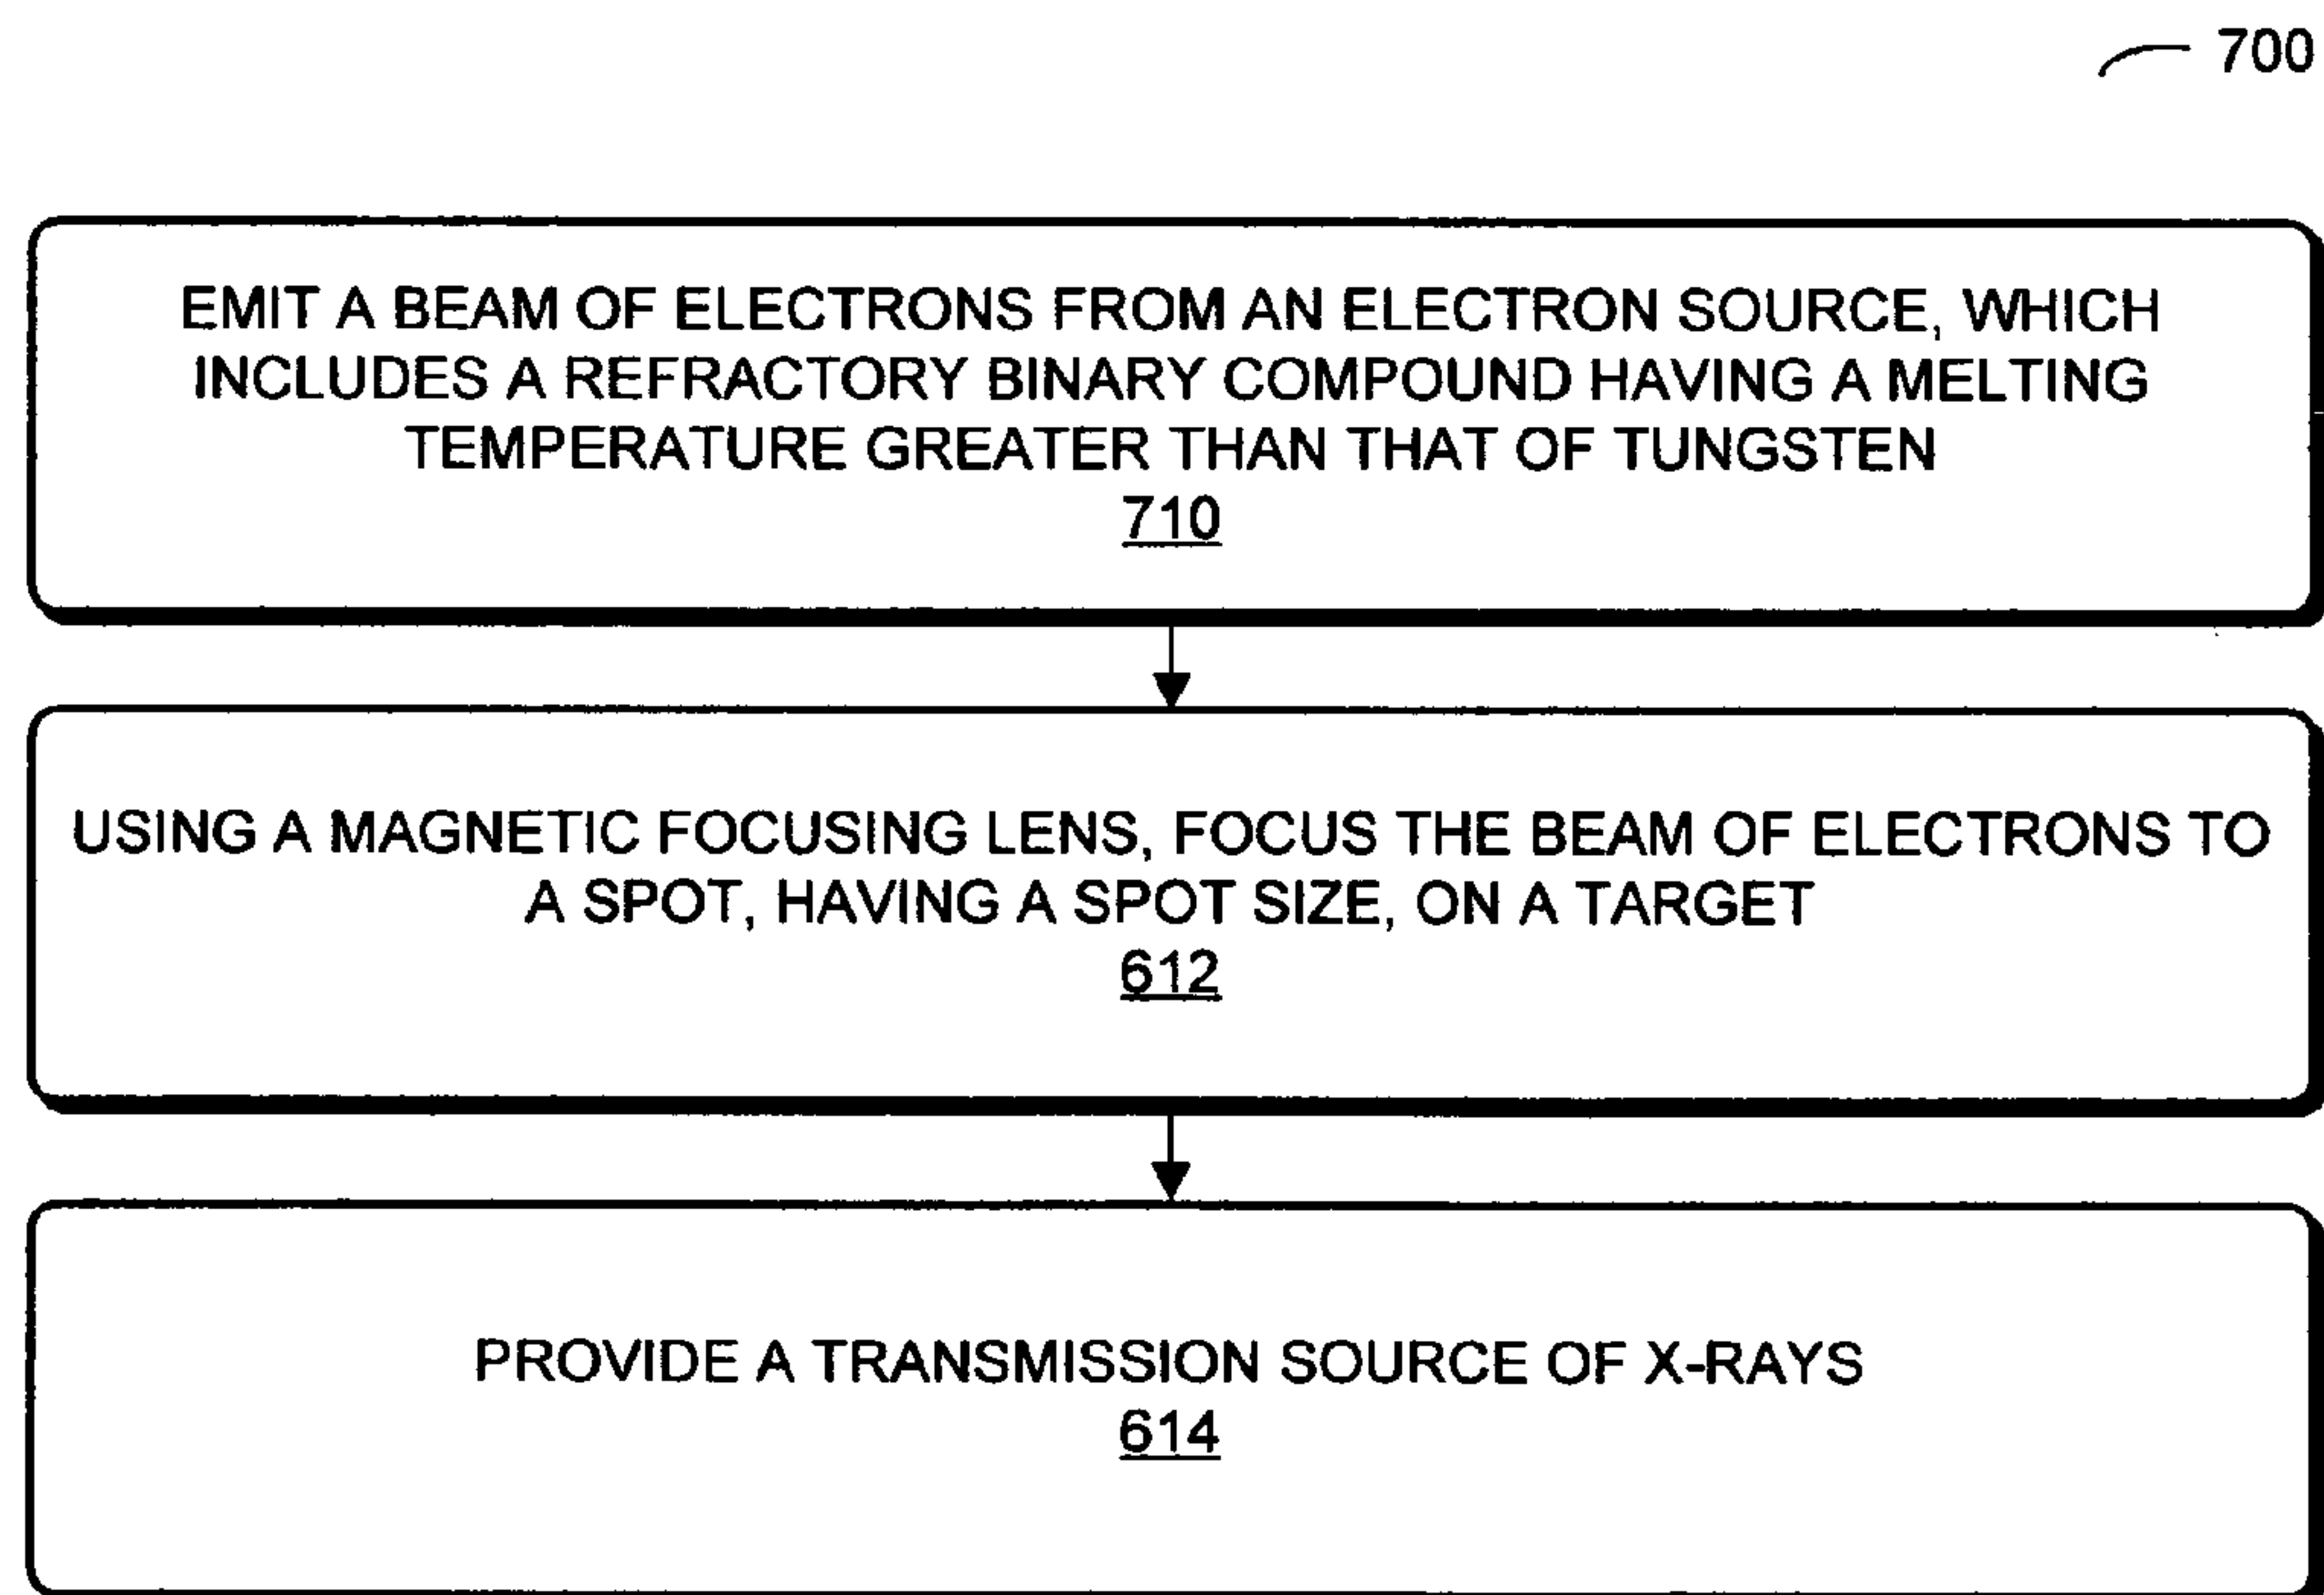 700
EMIT A BEAM OF ELECTRONS FROM AN ELECTRON SOURCE, WHICH
INCLUDES A REFRACTORY BINARY COMPOUND HAVING A MELTING
TEMPERATURE GREATER THAN THAT OF TUNGSTEN
710
USING A MAGNETIC FOCUSING LENS, FOCUS THE BEAM OF ELECTRONS TO
A SPOT, HAVING A SPOT SIZE, ON A TARGET
612
PROVIDE A TRANSMISSION SOURCE OF X-RAYS
614